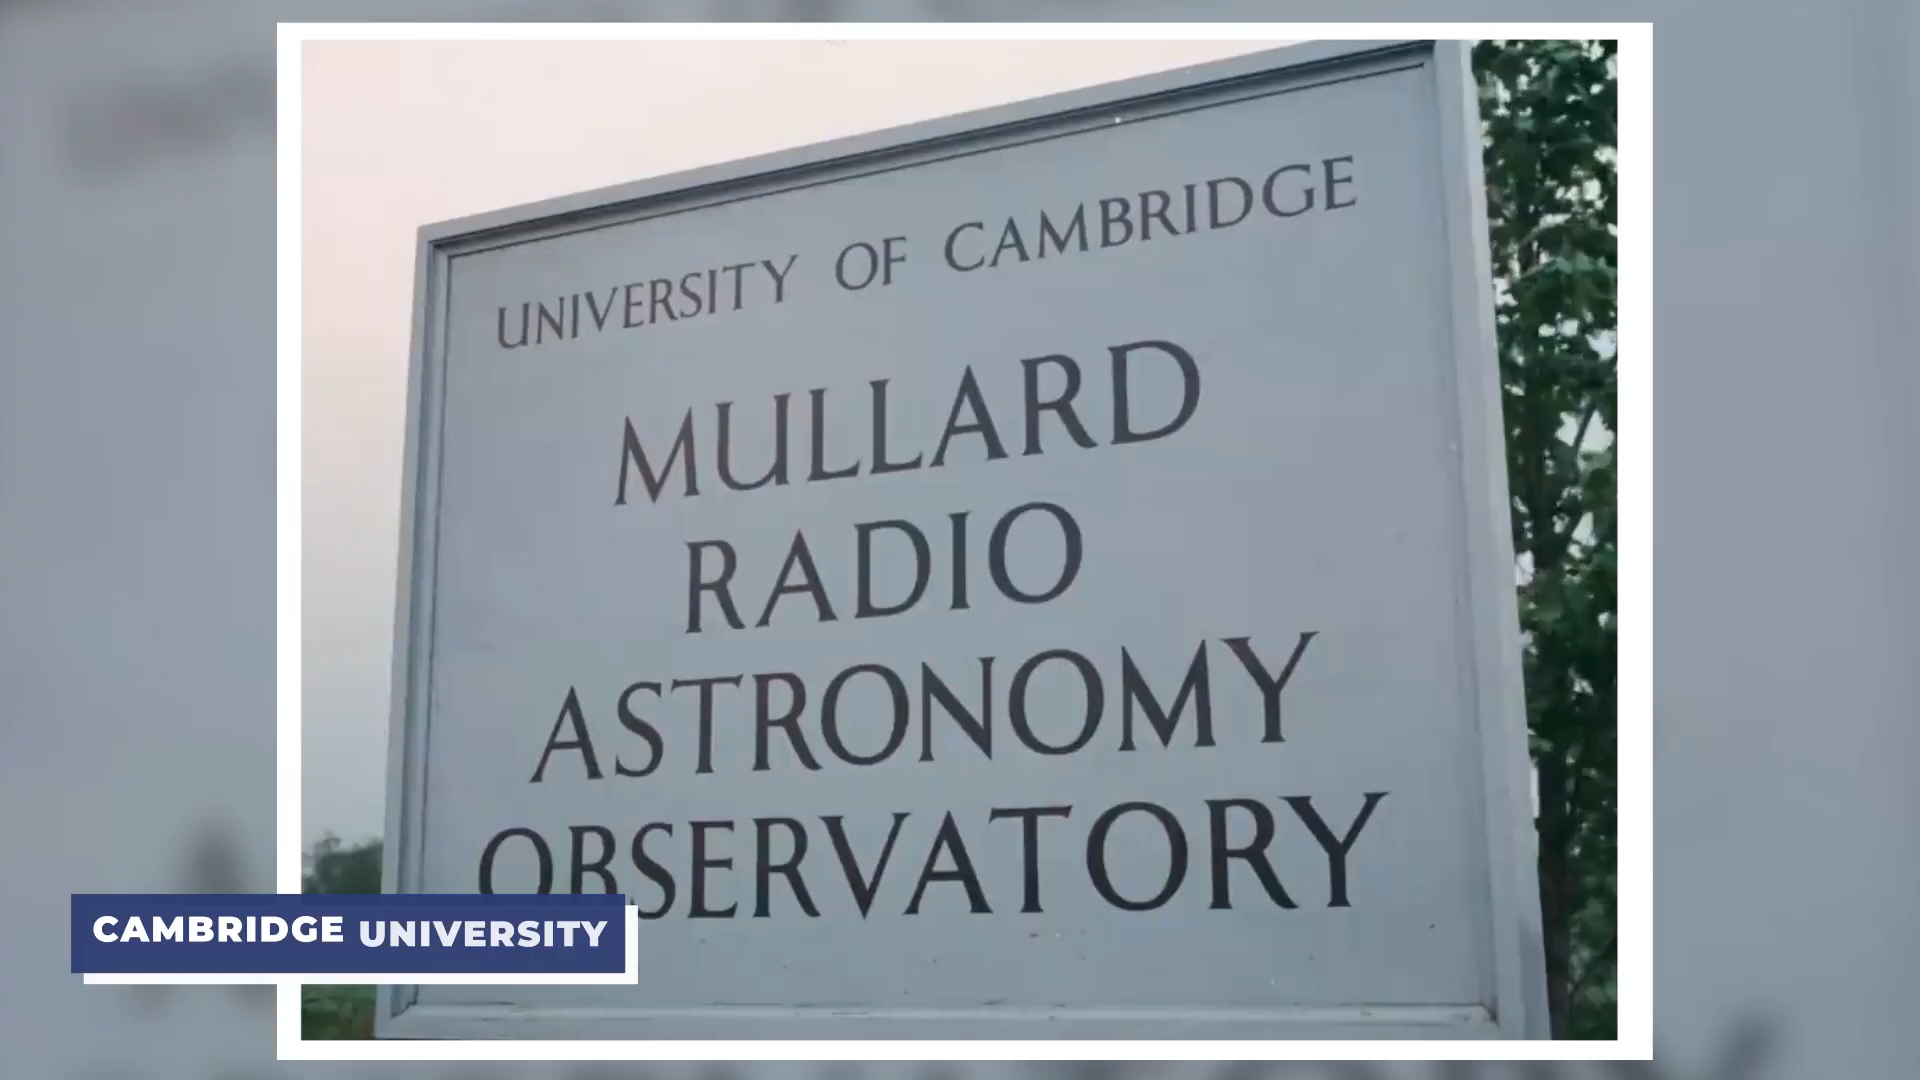 UNIVERSITY OF CAMBRIDGE
MULLARD
RADIO
ASTRONOMY
OBSERVATORY
CAMBRIDGE UNIVERSITY